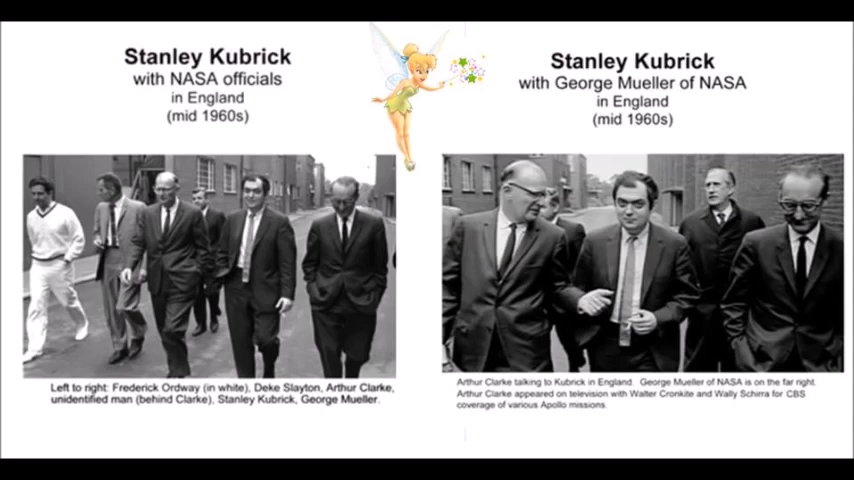 Stanley Kubrick
with NASA officials
in England
(mid 1960s)
Left to right: Frederick Ordway (in white), Deke Slayton, Arthur Clarke,
unidentified man (behind Clarke), Stanley Kubrick, George Mueller.
Stanley Kubrick
with George Mueller of NASA
in England
(mid 1960s)
Arthur Clarke talking to Kubrick in England. George Mueller of NASA is on the far right.
Arthur Clarke appeared on television with Walter Cronkite and Wally Schirra for CBS
coverage of various Apollo missions.